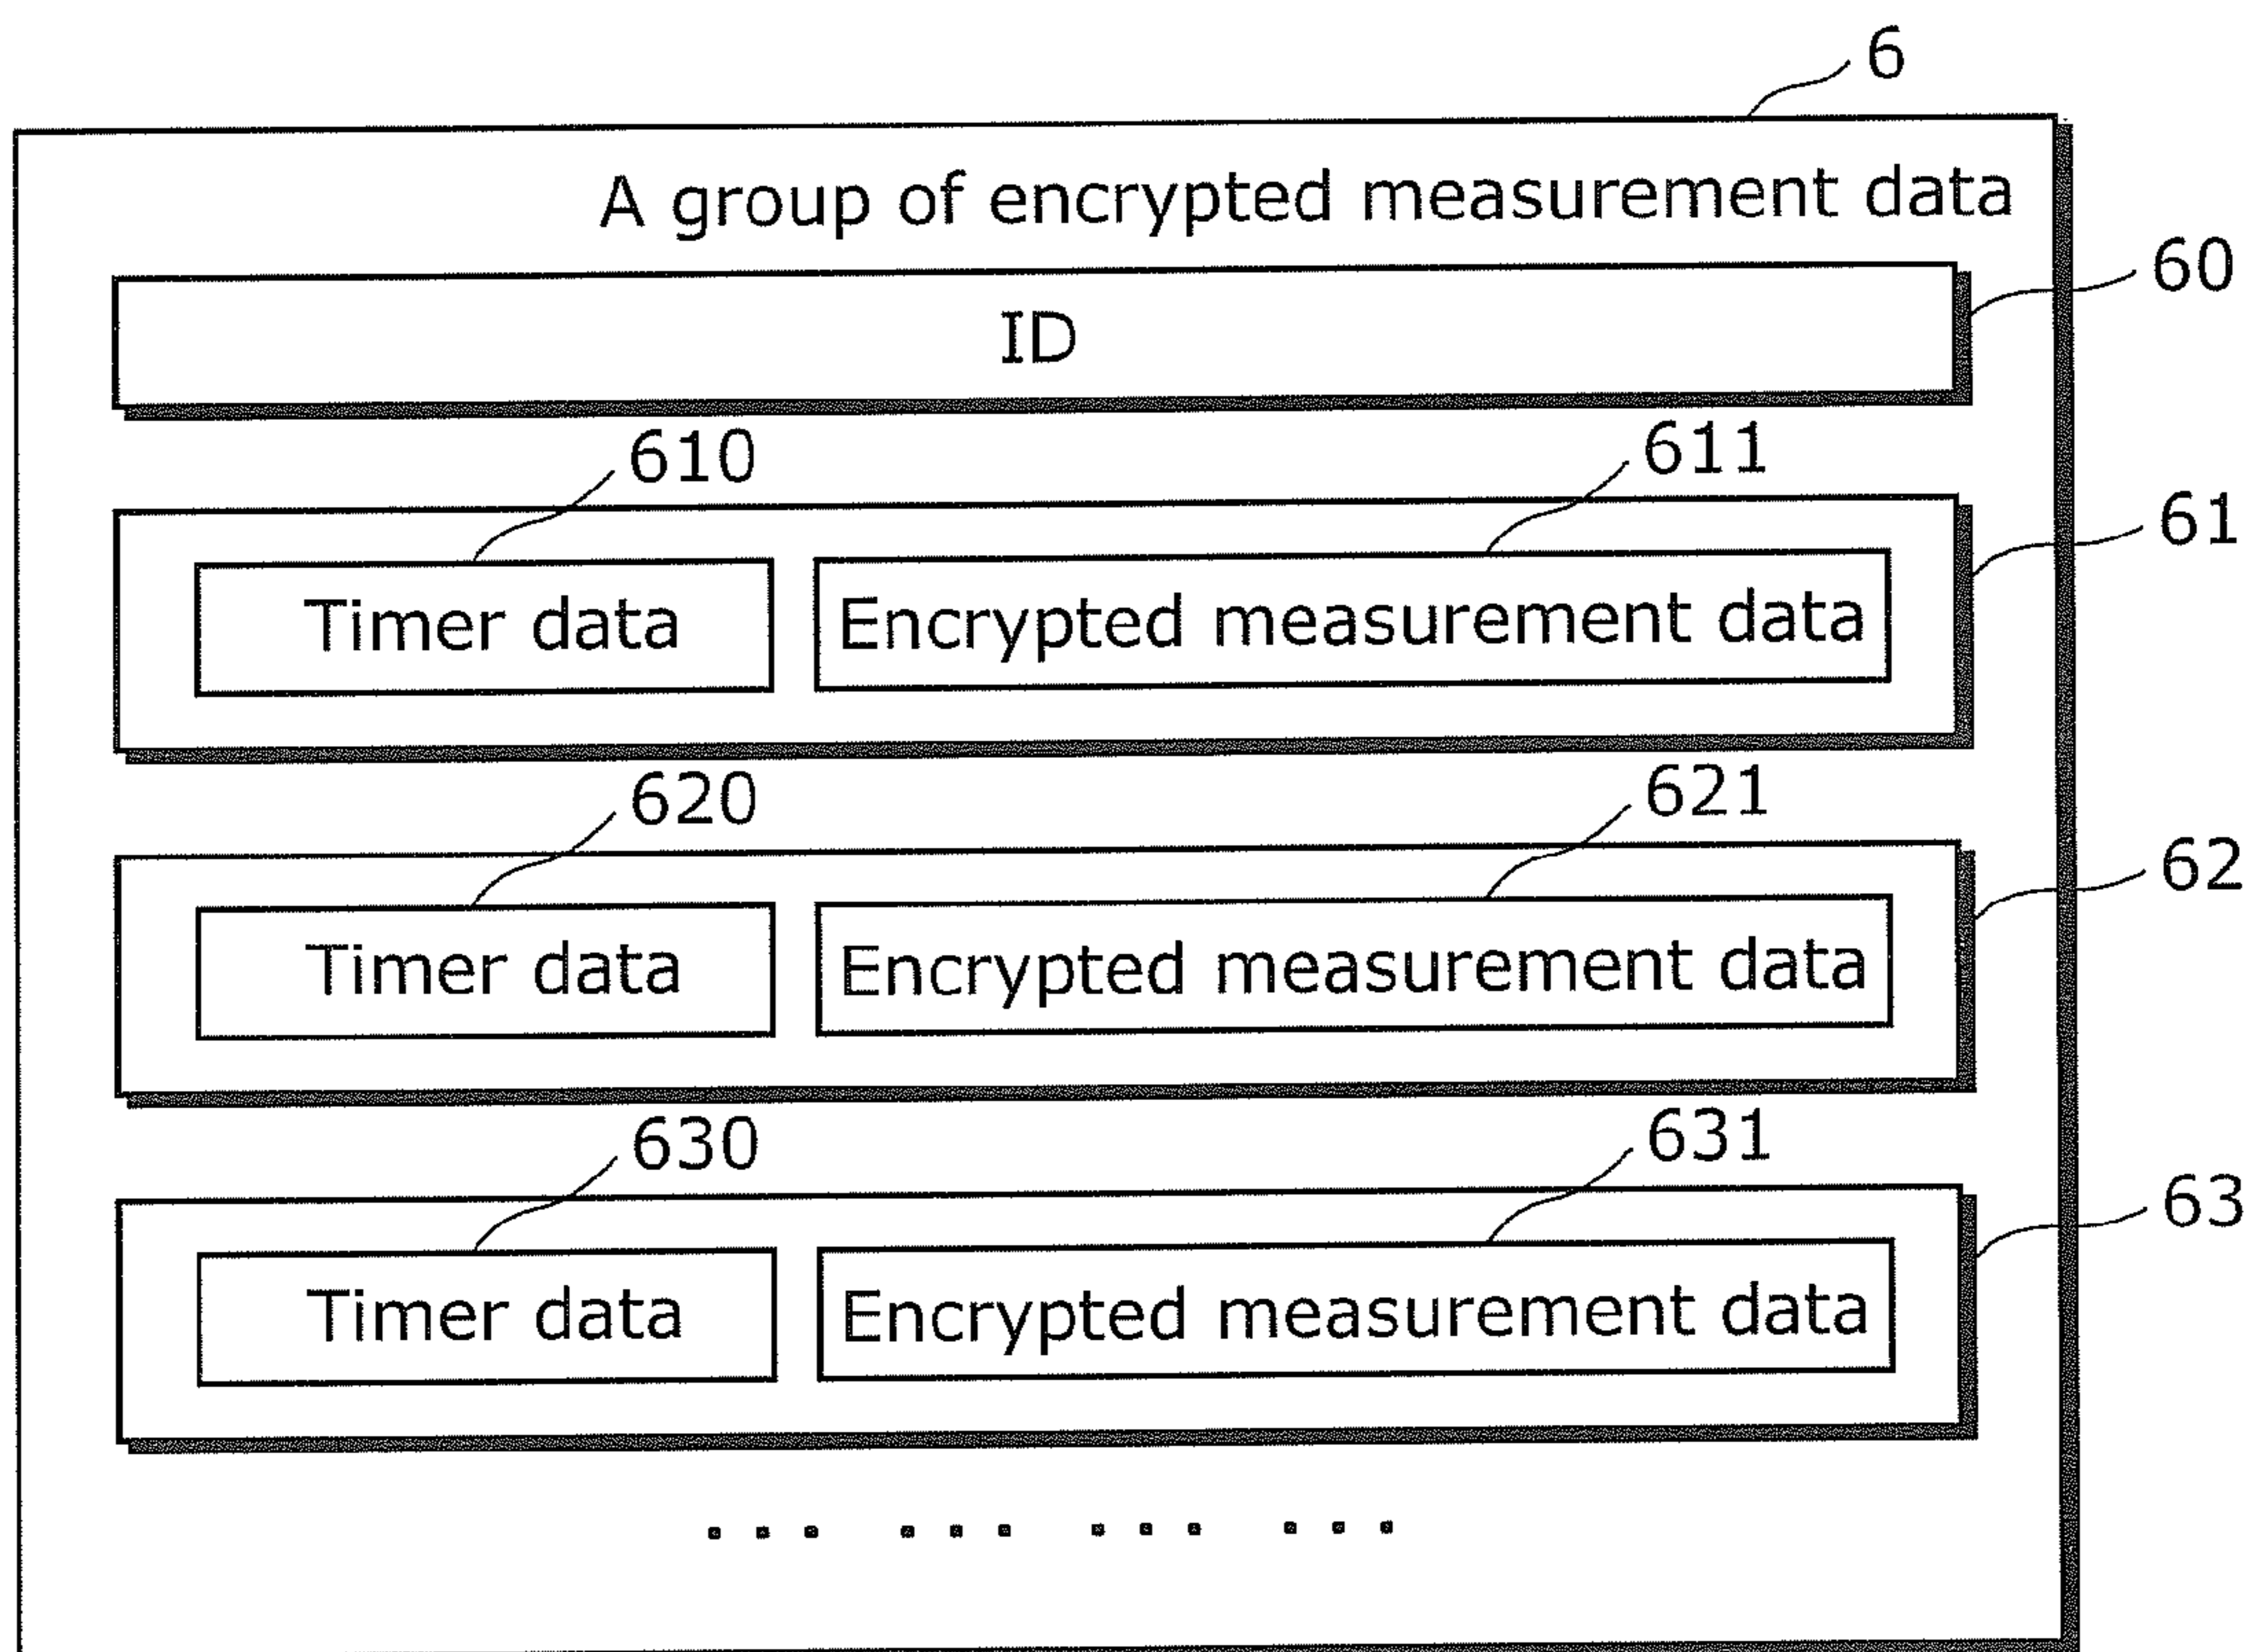 6
A group of encrypted measurement data
60
ID
610 611
61
Timer data Encrypted measurement data
620 621
62
Timer data Encrypted measurement data
630 631
63
Timer data Encrypted measurement data
... ... ... ...